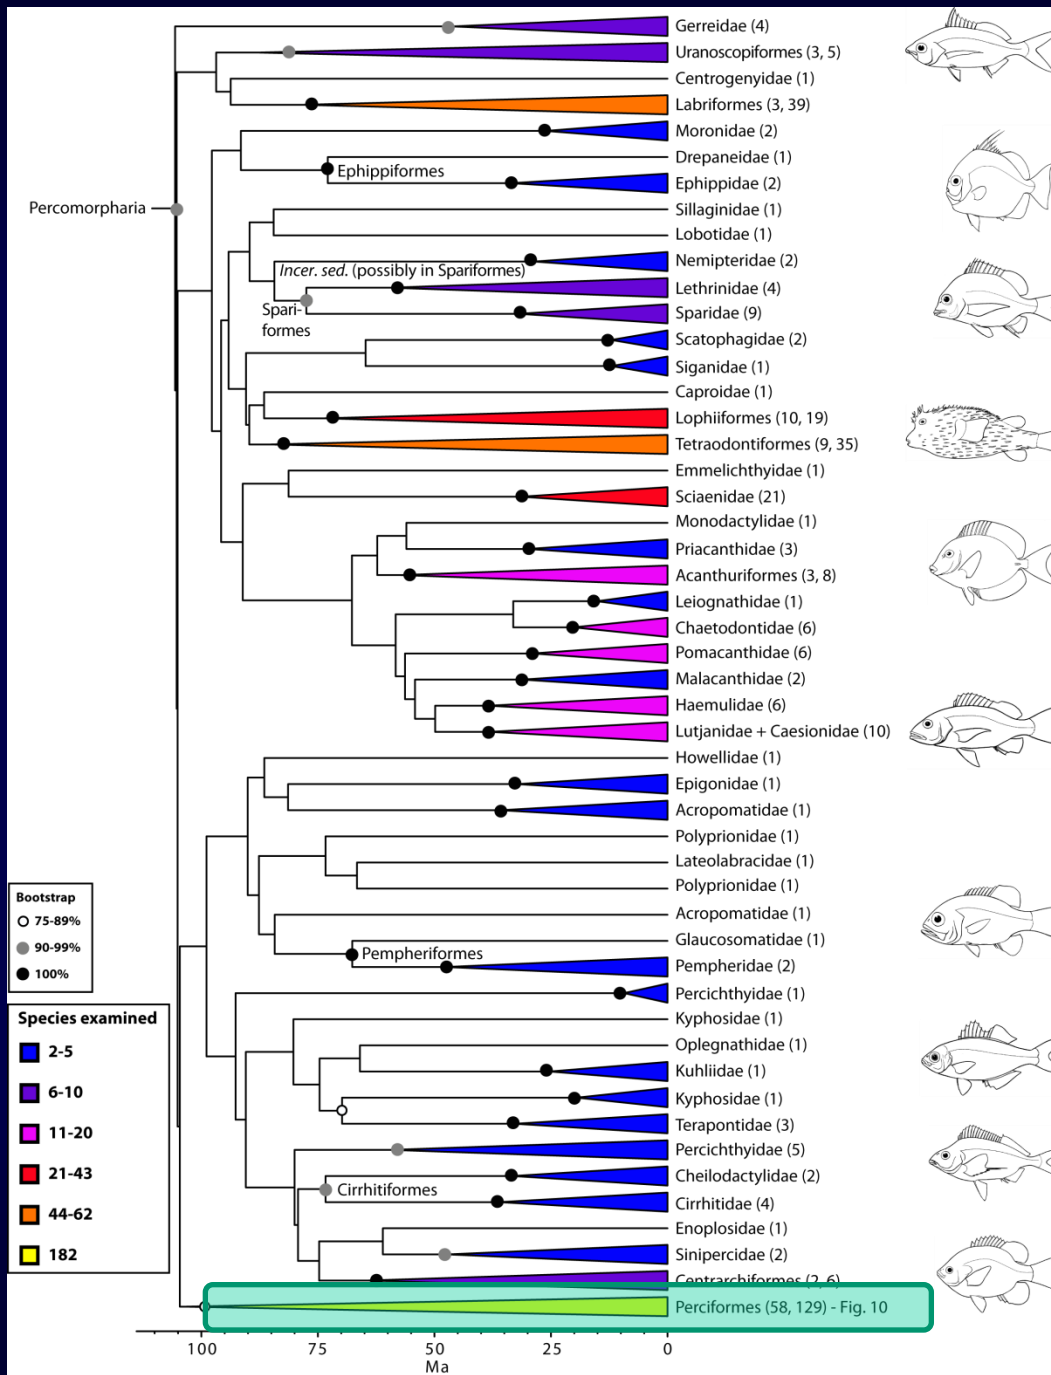 Gerreidae (4)
Uranoscopiformes (3, 5)
Centrogenyidae (1)
Labriformes (3, 39)
Moronidae (2)
Drepaneidae (1)
Ephippiformes
Ephippidae (2)
Percomorpharia
Sillaginidae (1)
Lobotidae (1)
Nemipteridae (2)
Incer. sed. (possibly in Spariformes)
Lethrinidae (4)
Spari-
formes
Sparidae (9)
Scatophagidae (2)
Siganidae (1)
Caproidae (1)
Lophiiformes (10, 19)
Tetraodontiformes (9, 35)
Emmelichthyidae (1)
Sciaenidae (21)
Monodactylidae (1)
Priacanthidae (3)
Acanthuriformes (3, 8)
Leiognathidae (1)
Chaetodontidae (6)
Pomacanthidae (6)
Malacanthidae (2)
Haemulidae (6)
Lutjanidae + Caesionidae (10)
Howellidae (1)
Epigonidae (1)
Acropomatidae (1)
Polyprionidae (1)
Lateolabracidae (1)
Polyprionidae (1)
Acropomatidae (1)
Glaucosomatidae (1)
Pempheriformes
Pempheridae (2)
Percichthyidae (1)
Kyphosidae (1)
Oplegnathidae (1)
Kuhliidae (1)
Kyphosidae (1)
Terapontidae (3)
Percichthyidae (5)
Cheilodactylidae (2)
Cirrhitiformes
Cirrhitidae (4)
Enoplosidae (1)
Sinipercidae (2)
Centrarchiformes (2, 6)
Perciformes (58, 129) - Fig. 10
Bootstrap
75-89%
90-99%
100%
Species examined
2-5
6-10
11-20
21-43
44-62
182
100 75 50 25 0
Ma